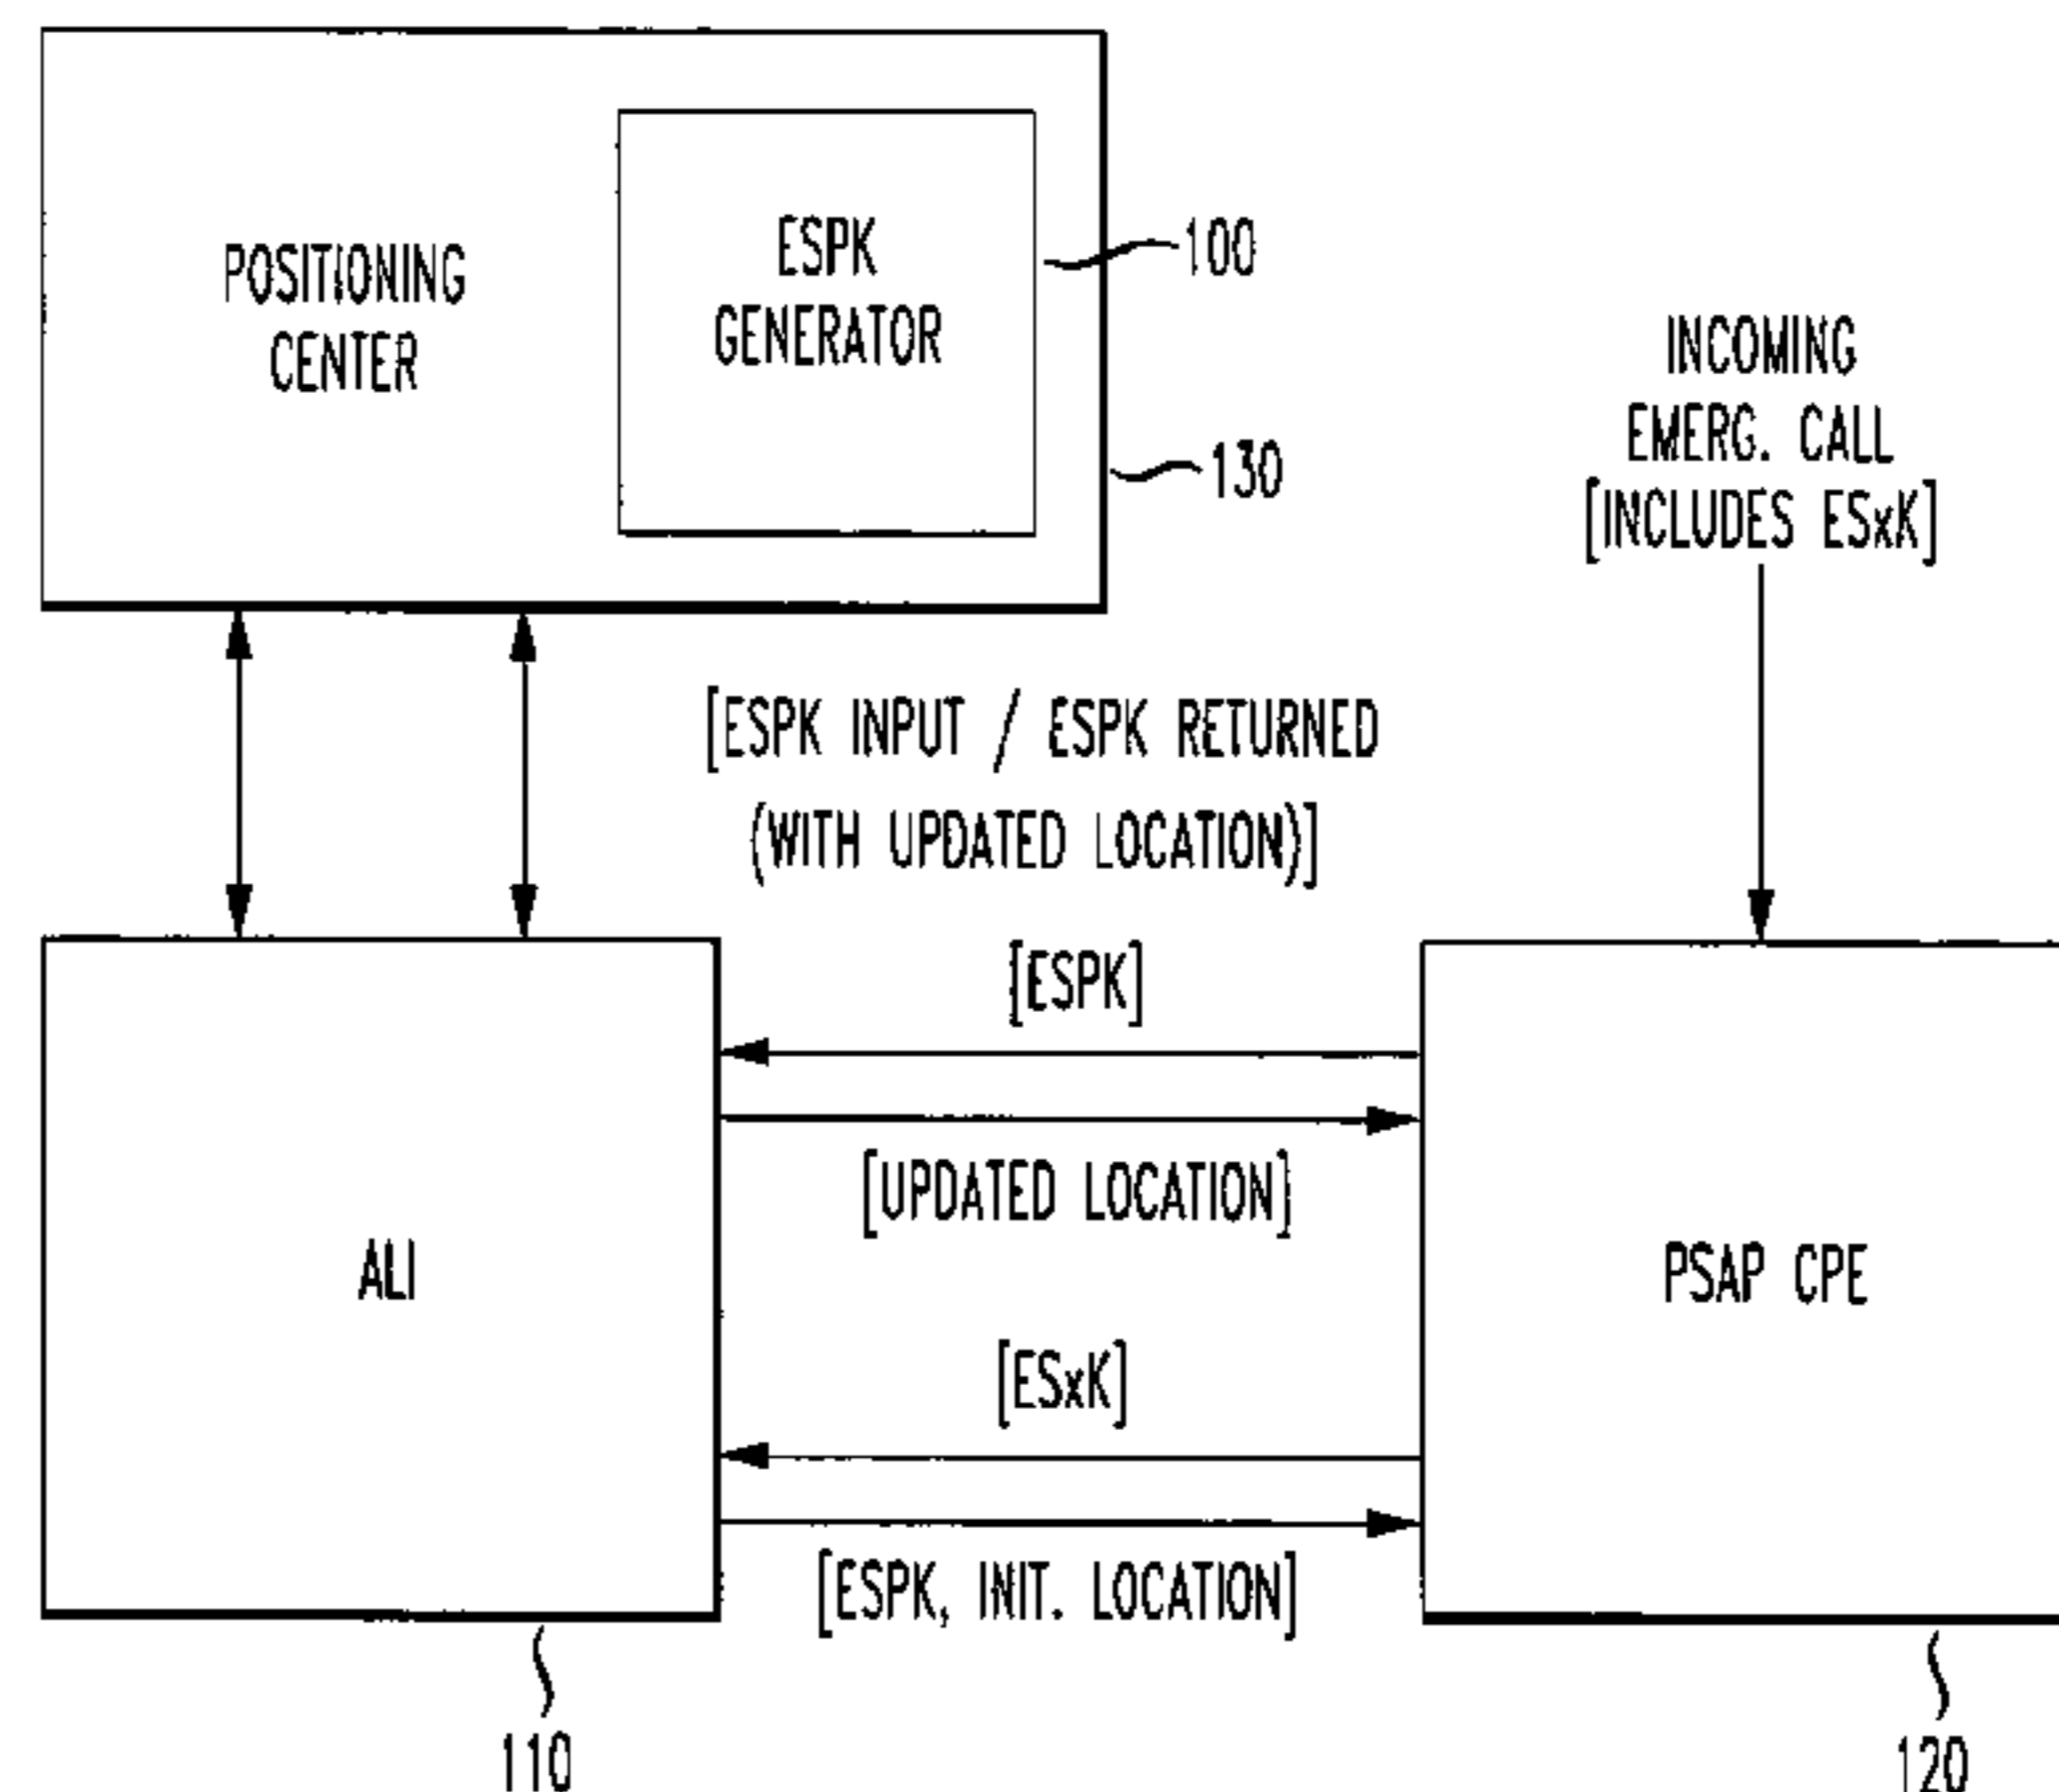 POSITIONING
CENTER
ESPK
GENERATOR
100
130
INCOMING
EMERG. CALL
[INCLUDES ESxK]
[ESPK INPUT / ESPK RETURNED
(WITH UPDATED LOCATION)]
[ESPK]
[UPDATED LOCATION]
ALI
PSAP CPE
[ESxK]
[ESPK, INIT. LOCATION]
110
120